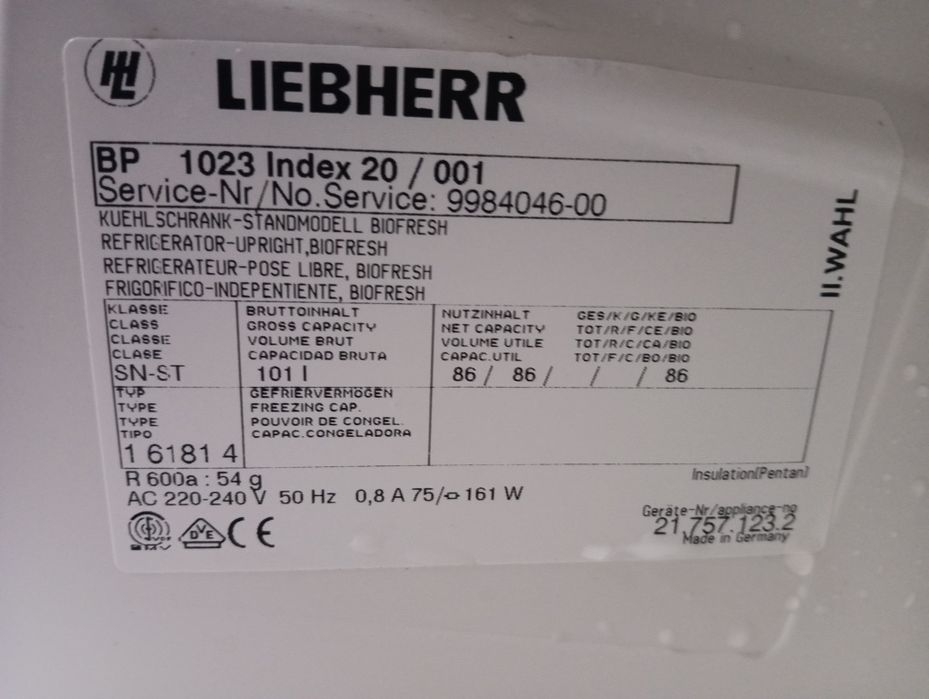 HL LIEBHERR
BP 1023 Index 20 / 001
Service-Nr/No.Service: 9984046-00
KUEHLSCHRANK-STANDMODELL BIOFRESH
REFRIGERATOR-UPRIGHT,BIOFRESH
REFRIGERATEUR-POSE LIBRE, BIOFRESH
FRIGORIFICO-INDEPENTIENTE, BIOFRESH
II.WAHL
KLASSE BRUTTOINHALT NUTZINHALT GES/K/G/KE/BIO
CLASS GROSS CAPACITY NET CAPACITY TOT/R/F/CE/BIO
CLASSE VOLUME BRUT VOLUME UTILE TOT/R/C/CA/BIO
CLASE CAPACIDAD BRUTA CAPAC.UTIL TOT/F/C/BO/BIO
SN-ST 101 l 86 / 86 / / / 86
TYP GEFRIERVERMÖGEN
TYPE FREEZING CAP.
TYPE POUVOIR DE CONGEL.
TIPO CAPAC.CONGELADORA
1 6181 4
R 600a : 54 g Insulation(Pentan)
AC 220-240 V 50 Hz 0,8 A 75/ 161 W
Geräte-Nr/appliance-no
21.757.123.2
Made in Germany
DVE CE